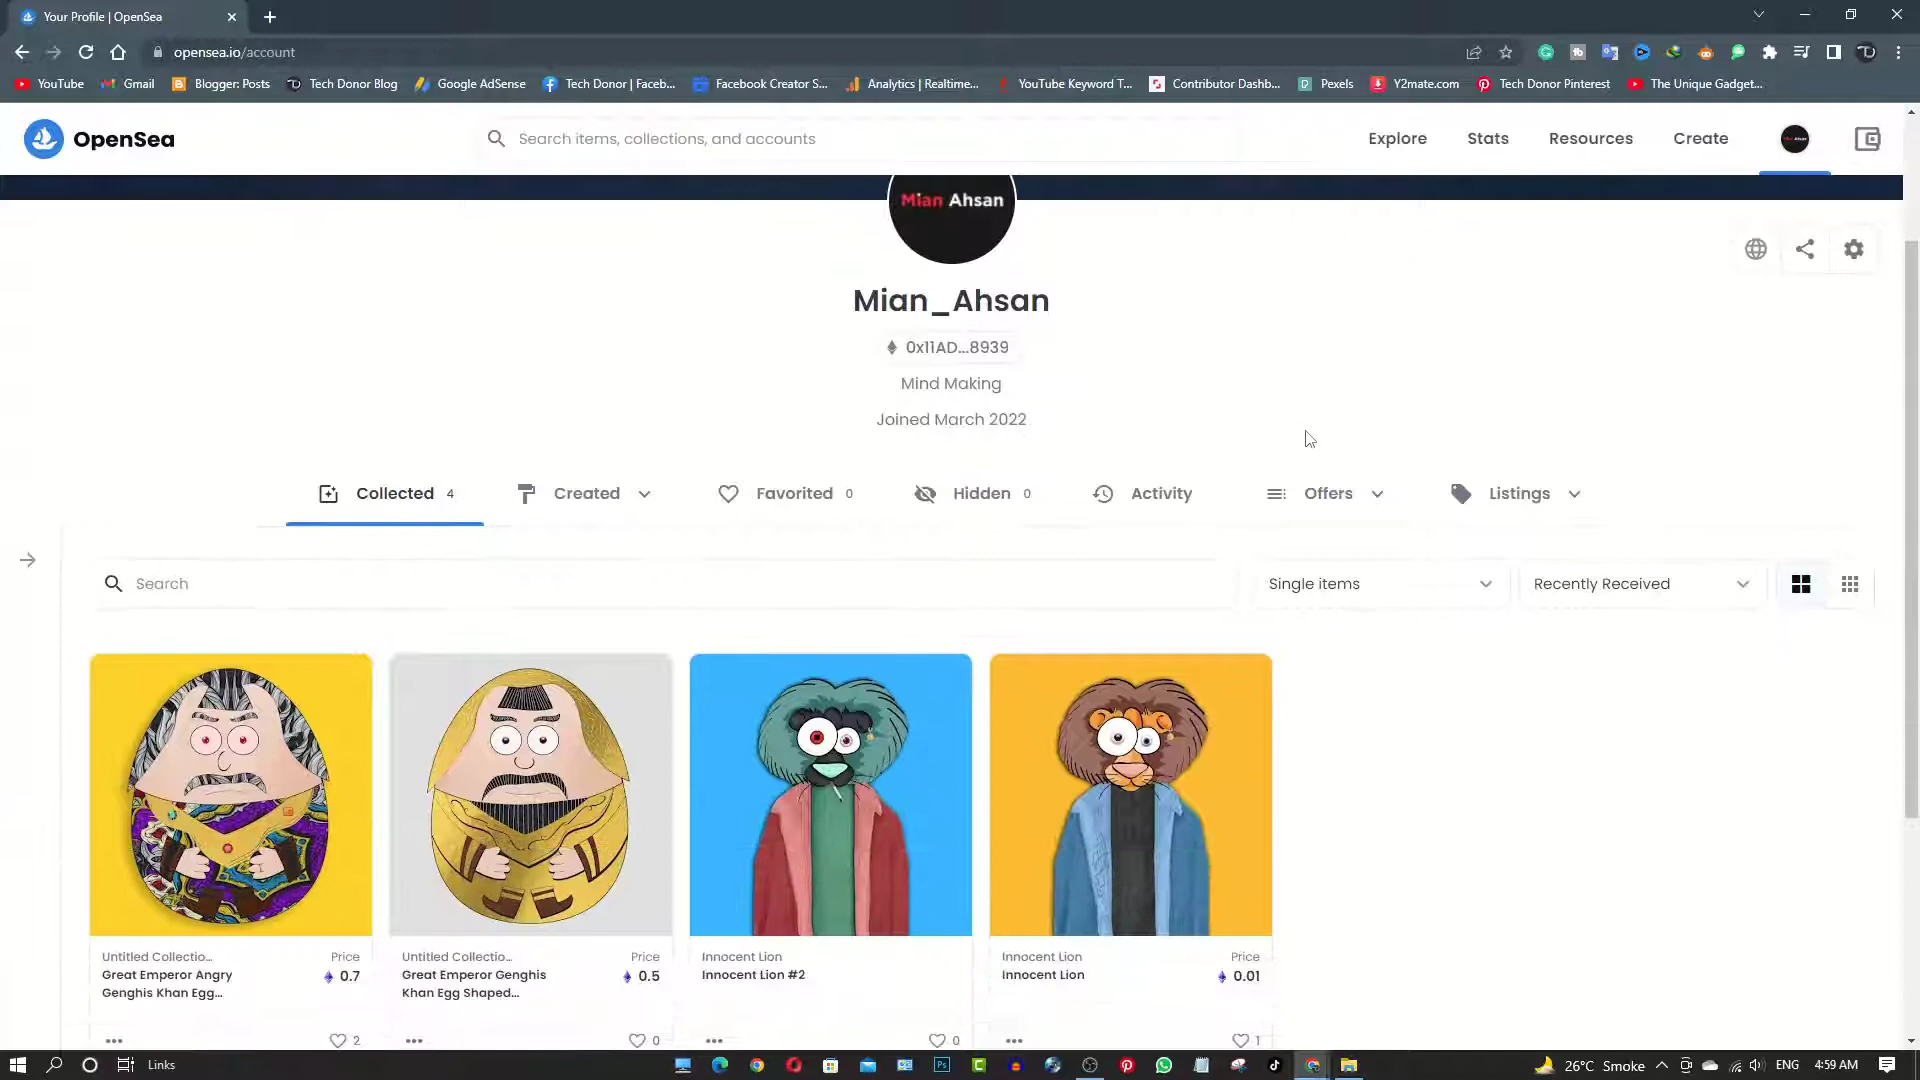 Your Profile | OpenSea
opensea.io/account
YouTube
Gmail
Blogger: Posts
Tech Donor Blog
Google AdSense
Tech Donor | Faceb...
Facebook Creator S...
Analytics | Realtime...
YouTube Keyword T...
Contributor Dashb...
Pexels
Y2mate.com
Tech Donor Pinterest
The Unique Gadget...
OpenSea
Search items, collections, and accounts
Explore
Stats
Resources
Create
Mian Ahsan
Mian_Ahsan
0x11AD...8939
Mind Making
Joined March 2022
Collected 4
Created
Favorited 0
Hidden 0
Activity
Offers
Listings
Search
Single items
Recently Received
Untitled Collectio...
Price
Great Emperor Angry
0.7
Genghis Khan Egg...
2
Untitled Collectio...
Price
Great Emperor Genghis
0.5
Khan Egg Shaped...
0
Innocent Lion
Innocent Lion #2
0
Innocent Lion
Price
Innocent Lion
0.01
1
Links
26°C Smoke
ENG
4:59 AM